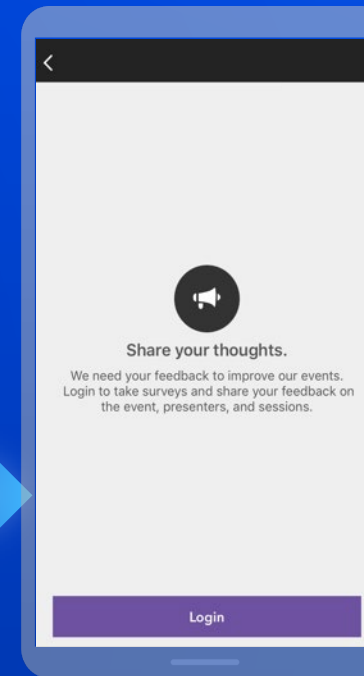 Share your thoughts.
We need your feedback to improve our events.
Login to take surveys and share your feedback on
the event, presenters, and sessions.
Login